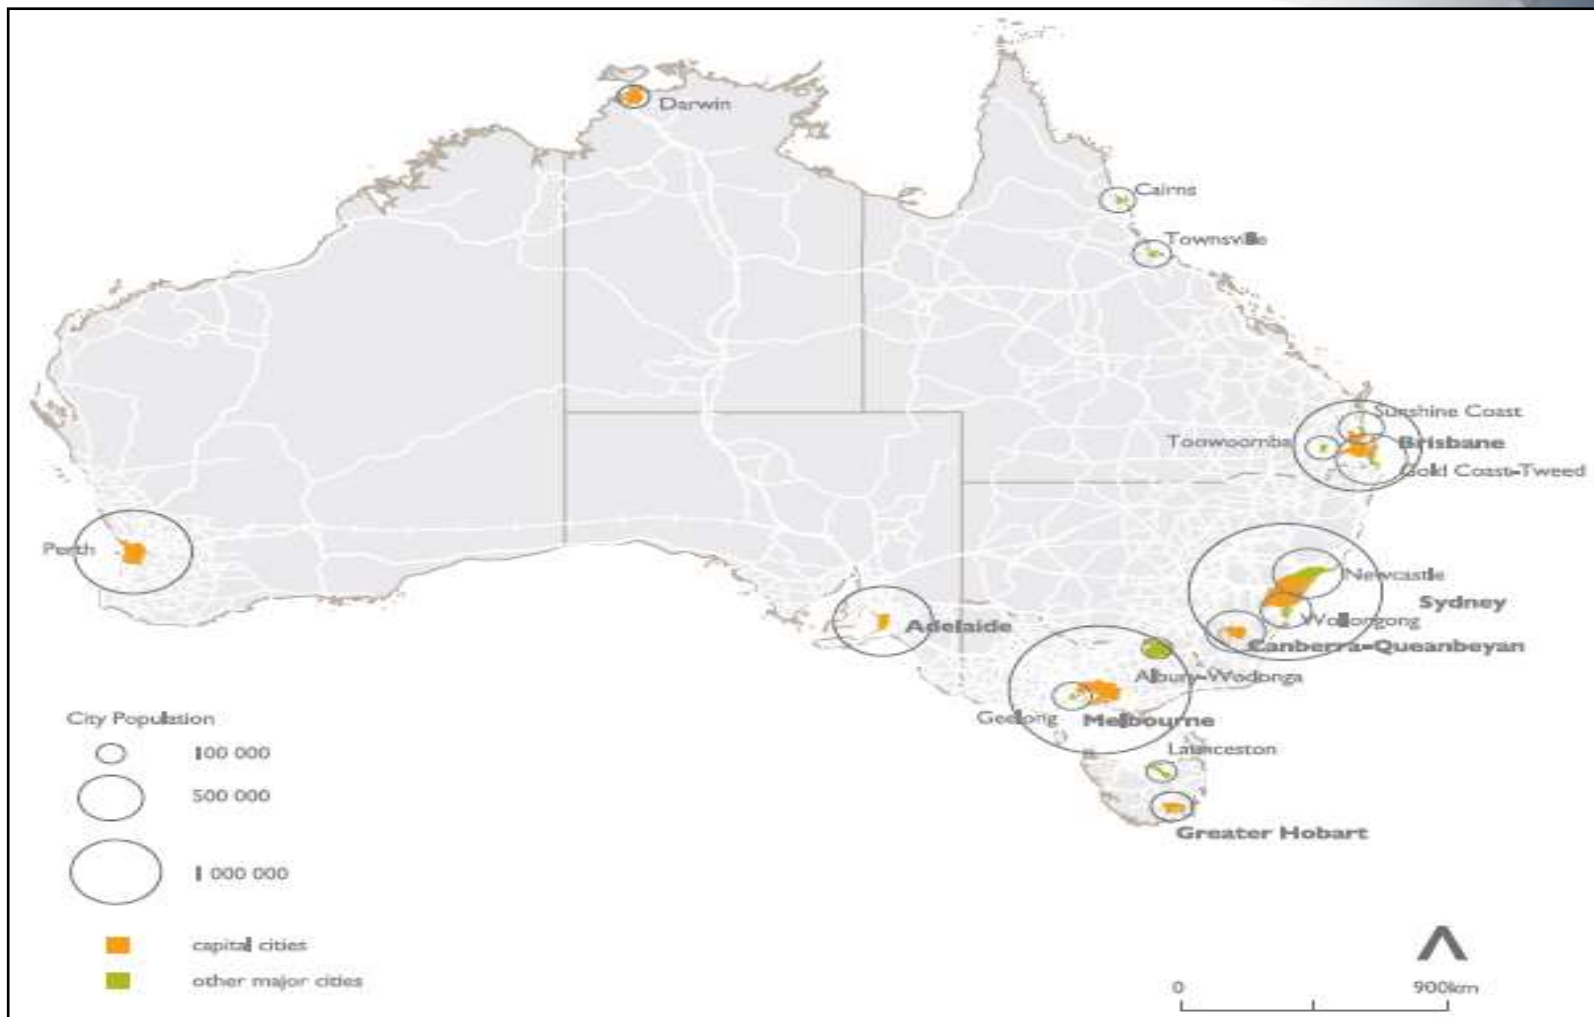 Darwin
Cairns
Townsville
Sunshine Coast
Toowoomba
Brisbane
Gold Coast-Tweed
Perth
Newcastle
Sydney
Wollongong
Adelaide
Canberra-Queanbeyan
Albury-Wodonga
Geelong
Melbourne
Launceston
Greater Hobart
City Population
100 000
500 000
1 000 000
capital cities
other major cities
0
900km